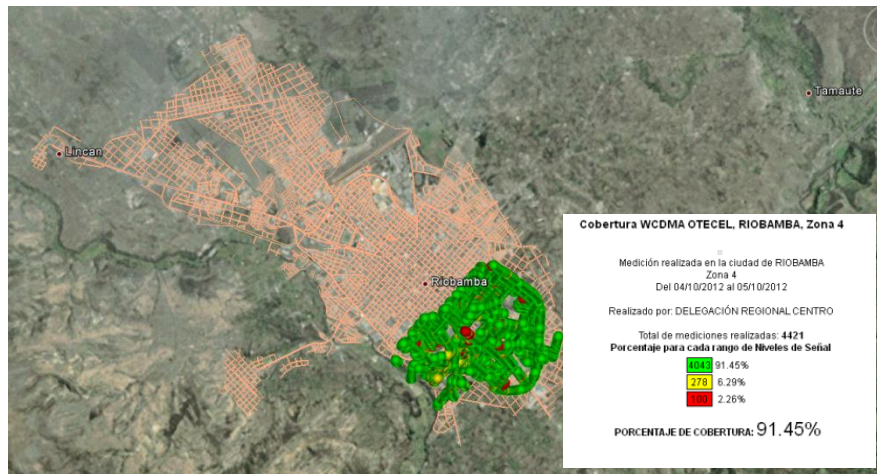 Tamaute
Lincan
Riobamba
Cobertura WCDMA OTECEL, RIOBAMBA, Zona 4
Medición realizada en la ciudad de RIOBAMBA
Zona 4
Del 04/10/2012 al 05/10/2012
Realizado por: DELEGACIÓN REGIONAL CENTRO
Total de mediciones realizadas: 4421
Porcentaje para cada rango de Niveles de Señal
4043 91.45%
278 6.29%
100 2.26%
PORCENTAJE DE COBERTURA: 91.45%